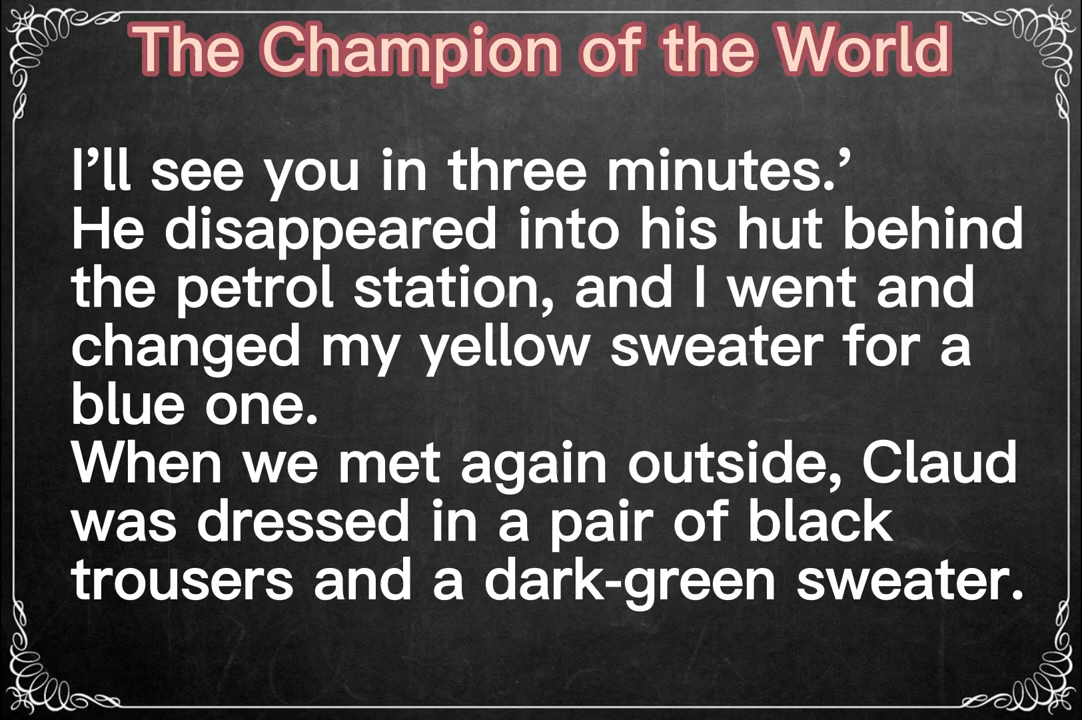 The Champion of the World
I’ll see you in three minutes.’
He disappeared into his hut behind
the petrol station, and I went and
changed my yellow sweater for a
blue one.
When we met again outside, Claud
was dressed in a pair of black
trousers and a dark-green sweater.